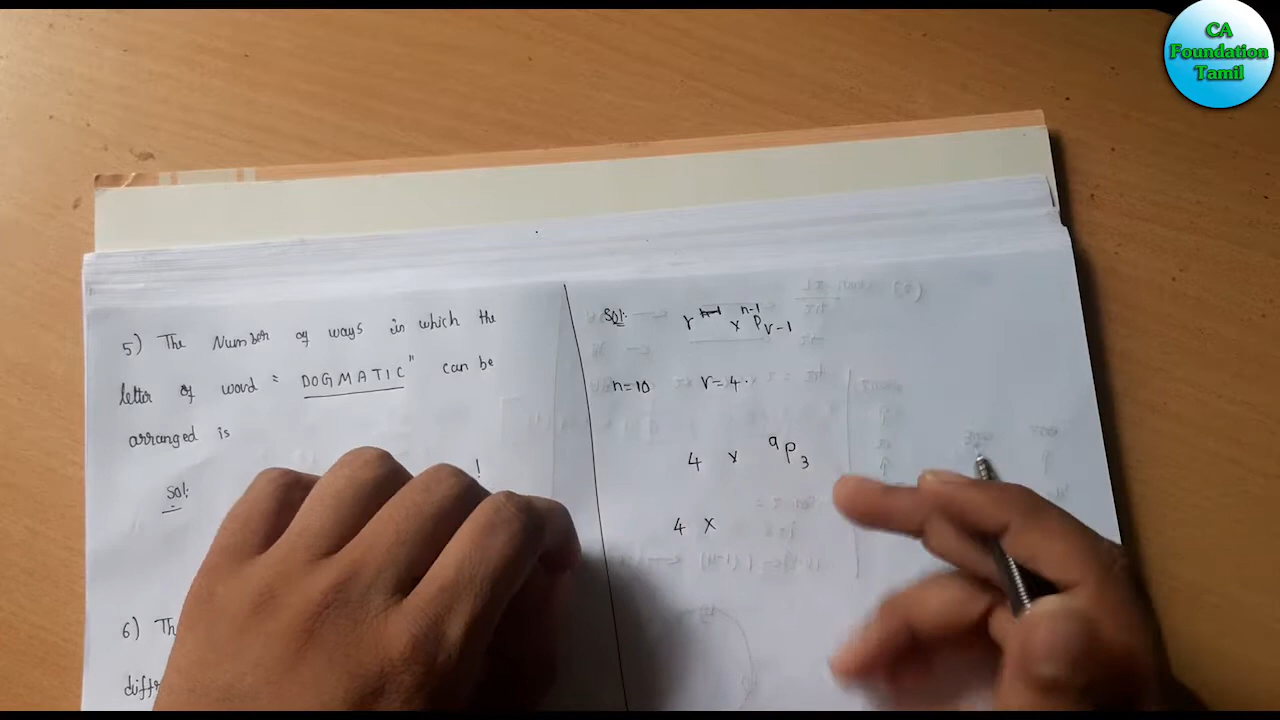 CA
Foundation
Tamil
5) The Number of ways in which the
letter of word = DOGMATIC" can be
arranged is
Sol:
!
6) Th
diff
Sol:
r x n-1Pr-1
n=10 r=4.
4 x 9P3
4 x